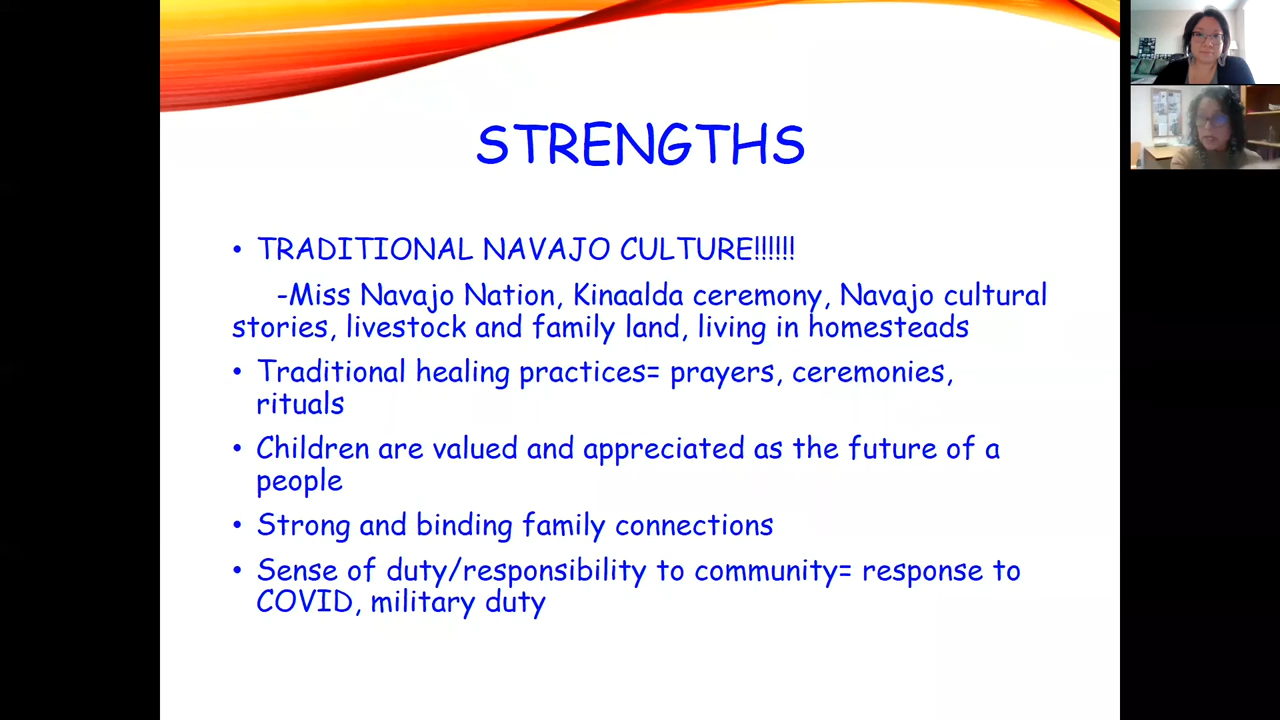 STRENGTHS
• TRADITIONAL NAVAJO CULTURE!!!!!!
-Miss Navajo Nation, Kinaalda ceremony, Navajo cultural
stories, livestock and family land, living in homesteads
• Traditional healing practices= prayers, ceremonies,
rituals
• Children are valued and appreciated as the future of a
people
• Strong and binding family connections
• Sense of duty/responsibility to community= response to
COVID, military duty